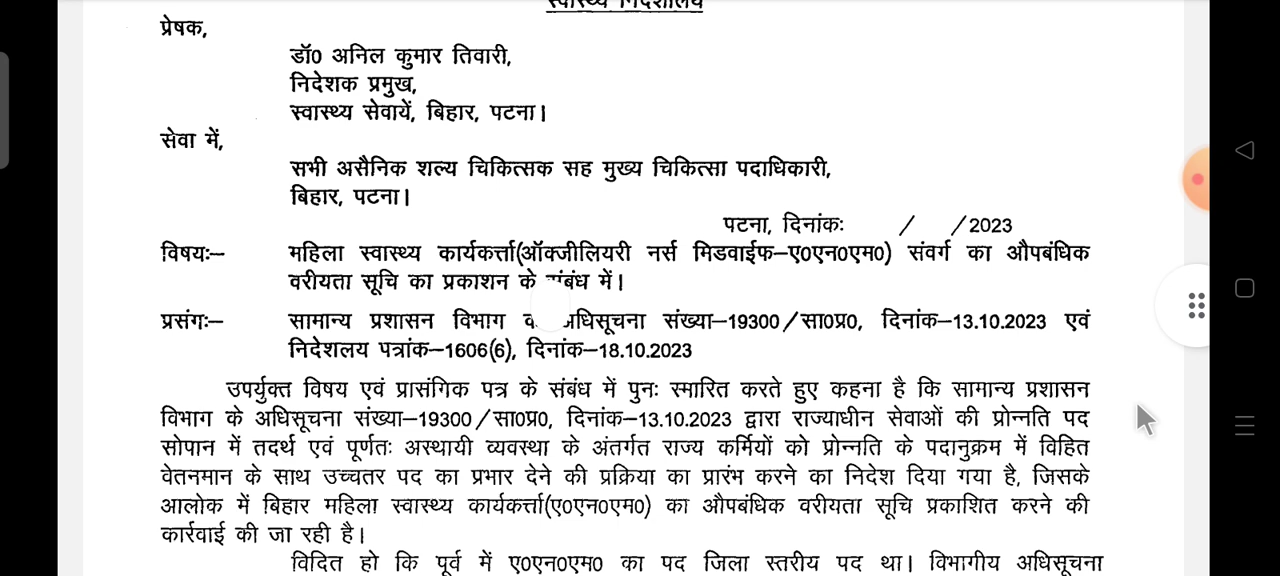 स्वास्थ्य निदेशालय
प्रेषक,
डॉ0 अनिल कुमार तिवारी,
निदेशक प्रमुख,
स्वास्थ्य सेवायें, बिहार, पटना।
सेवा में,
सभी असैनिक शल्य चिकित्सक सह मुख्य चिकित्सा पदाधिकारी,
बिहार, पटना।
पटना, दिनांकः / /2023
विषयः– महिला स्वास्थ्य कार्यकर्त्ता(ऑक्जीलियरी नर्स मिडवाईफ–ए0एन0एम0) संवर्ग का औपबंधिक
वरीयता सूचि का प्रकाशन के संबंध में।
प्रसंगः– सामान्य प्रशासन विभाग अधिसूचना संख्या–19300/सा0प्र0, दिनांक–13.10.2023 एवं
निदेशालय पत्रांक–1606(6), दिनांक–18.10.2023
उपर्युक्त विषय एवं प्रासंगिक पत्र के संबंध में पुनः स्मारित करते हुए कहना है कि सामान्य प्रशासन
विभाग के अधिसूचना संख्या–19300/सा0प्र0, दिनांक–13.10.2023 द्वारा राज्याधीन सेवाओं की प्रोन्नति पद
सोपान में तदर्थ एवं पूर्णतः अस्थायी व्यवस्था के अंतर्गत राज्य कर्मियों को प्रोन्नति के पदानुक्रम में विहित
वेतनमान के साथ उच्चतर पद का प्रभार देने की प्रक्रिया का प्रारंभ करने का निदेश दिया गया है, जिसके
आलोक में बिहार महिला स्वास्थ्य कार्यकर्त्ता(ए0एन0एम0) का औपबंधिक वरीयता सूचि प्रकाशित करने की
कार्रवाई की जा रही है।
विदित हो कि पूर्व में ए0एन0एम0 का पद जिला स्तरीय पद था। विभागीय अधिसूचना